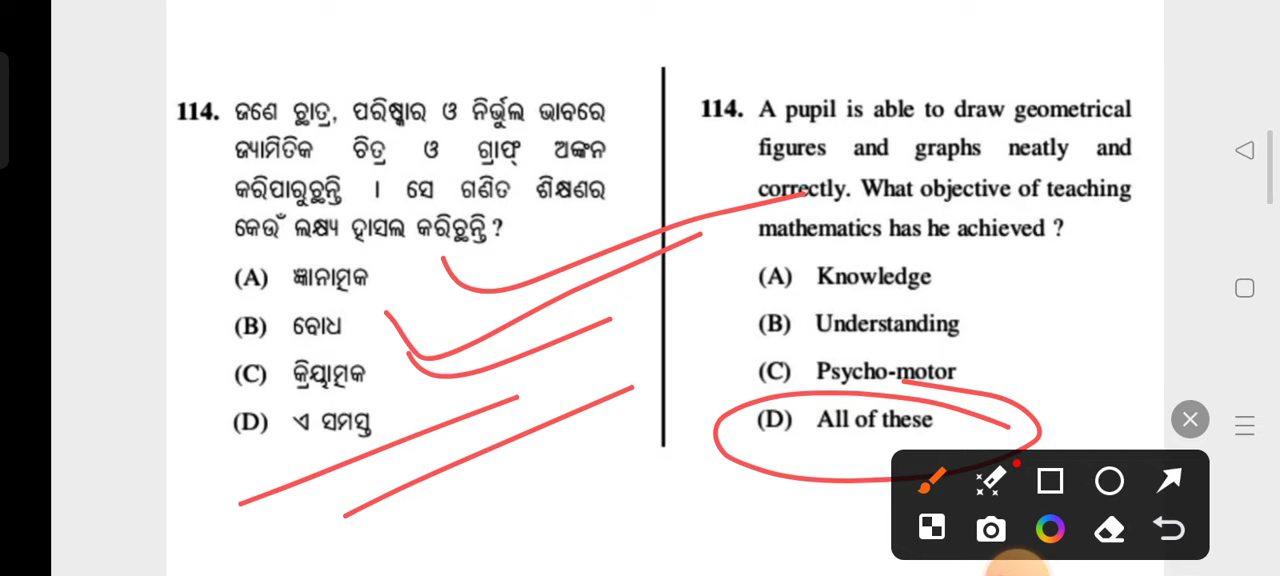 114. ଜଣେ ଛାତ୍ର, ପରିଷ୍କାର ଓ ନିର୍ଭୁଲ ଭାବରେ
ଜ୍ୟାମିତିକ ଚିତ୍ର ଓ ଗ୍ରାଫ୍ ଅଙ୍କନ
କରିପାରୁଛନ୍ତି । ସେ ଗଣିତ ଶିକ୍ଷଣର
କେଉଁ ଲକ୍ଷ୍ୟ ହାସଲ କରିଛନ୍ତି ?
(A) ଜ୍ଞାନାତ୍ମକ
(B) ବୋଧ
(C) କ୍ରିୟାତ୍ମକ
(D) ଏ ସମସ୍ତ
114. A pupil is able to draw geometrical
figures and graphs neatly and
correctly. What objective of teaching
mathematics has he achieved ?
(A) Knowledge
(B) Understanding
(C) Psycho-motor
(D) All of these